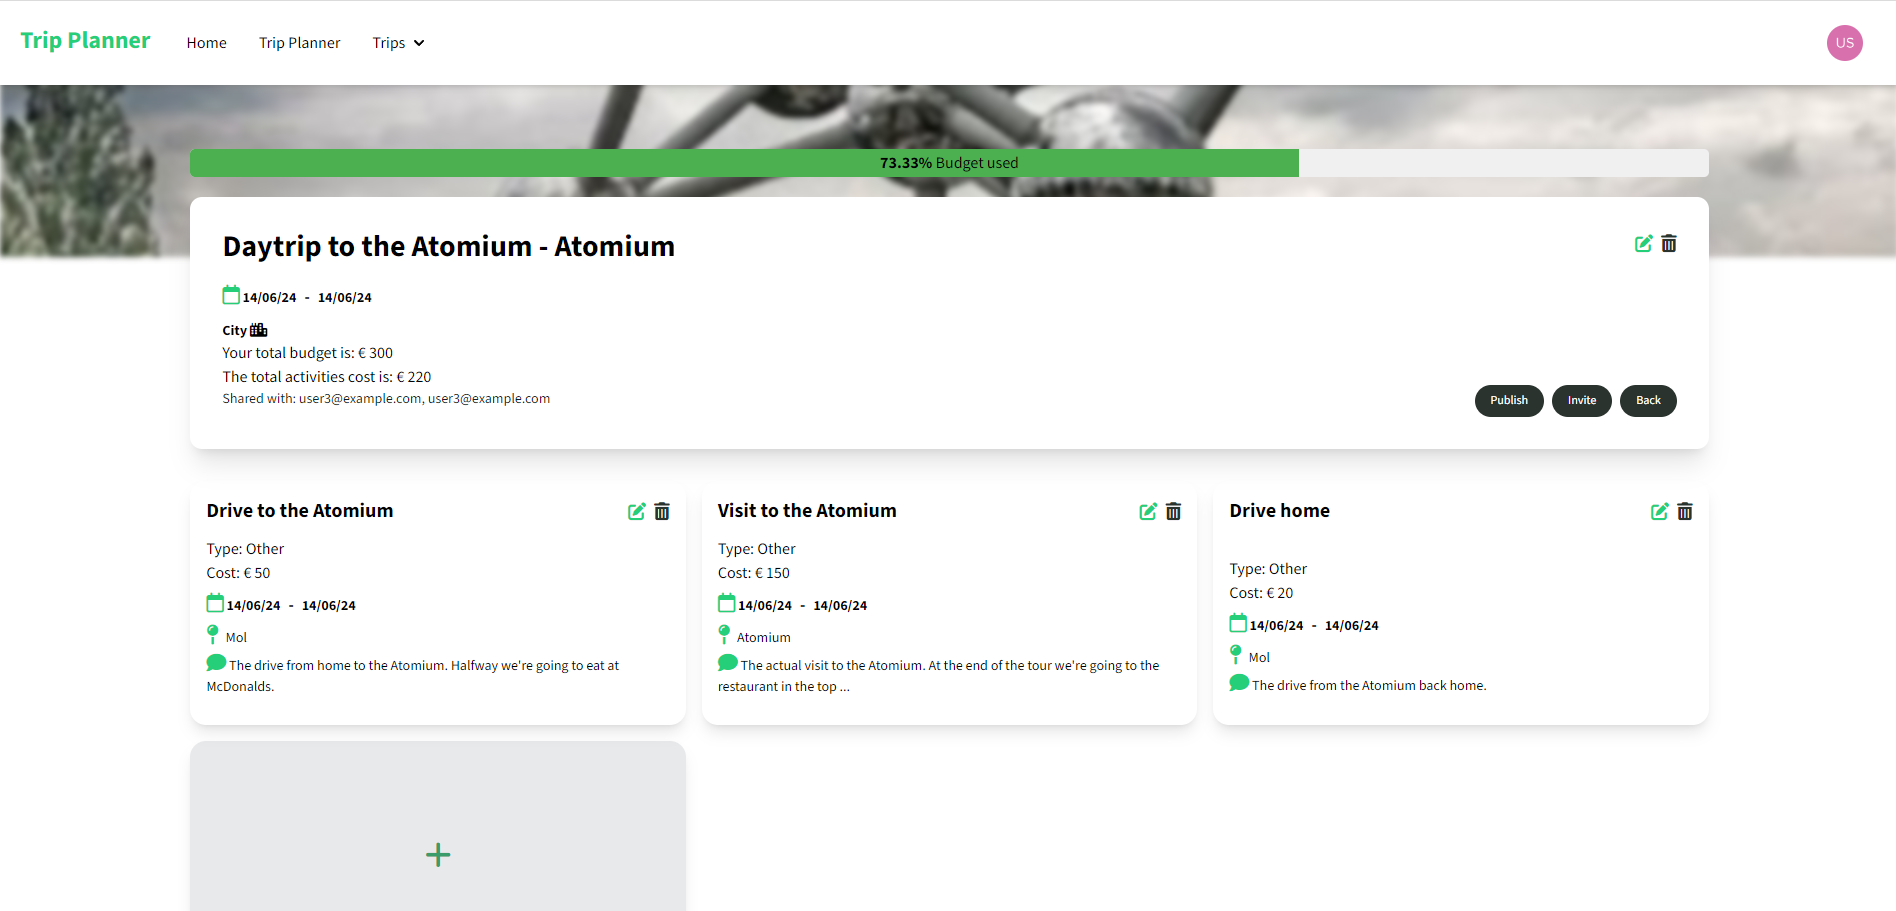 Trip Planner Home Trip Planner Trips US
73.33% Budget used
Daytrip to the Atomium - Atomium
14/06/24 - 14/06/24
City
Your total budget is: € 300
The total activities cost is: € 220
Shared with: user3@example.com, user3@example.com
Publish Invite Back
Drive to the Atomium
Type: Other
Cost: € 50
14/06/24 - 14/06/24
Mol
The drive from home to the Atomium. Halfway we're going to eat at
McDonalds.
Visit to the Atomium
Type: Other
Cost: € 150
14/06/24 - 14/06/24
Atomium
The actual visit to the Atomium. At the end of the tour we're going to the
restaurant in the top ...
Drive home
Type: Other
Cost: € 20
14/06/24 - 14/06/24
Mol
The drive from the Atomium back home.